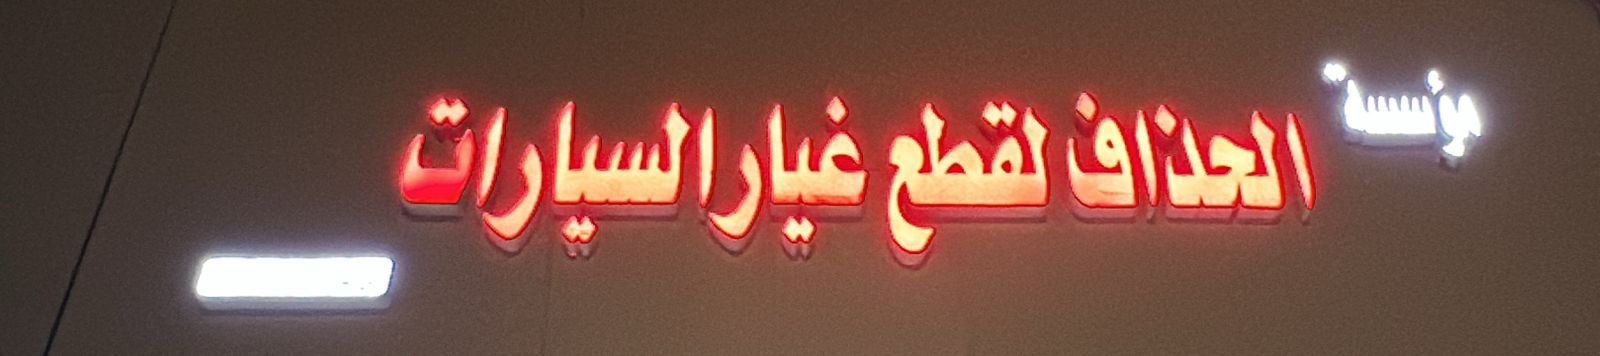 مؤسسة
الحذاف لقطع غيار السيارات